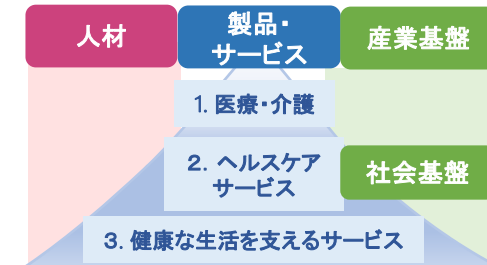 人材
製品・
サービス
産業基盤
1. 医療・介護
2. ヘルスケア
サービス
社会基盤
3. 健康な生活を支えるサービス